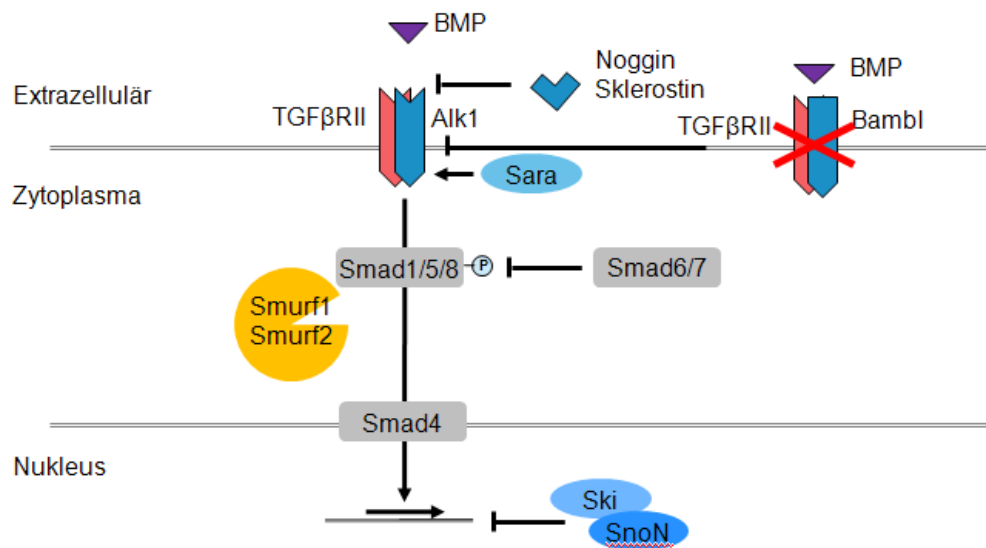 BMP
Noggin
Sklerostin
BMP
Extrazellulär
TGFβRII
Alk1
TGFβRII
BambI
Sara
Zytoplasma
Smad1/5/8
P
Smad6/7
Smurf1
Smurf2
Smad4
Nukleus
Ski
SnoN